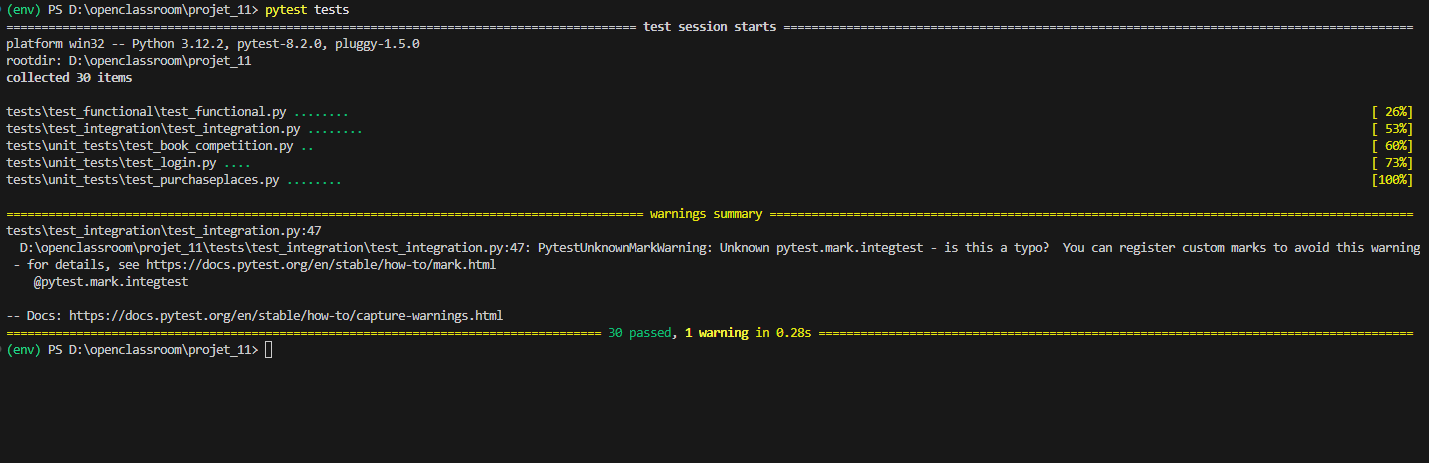 (env) PS D:\openclassroom\projet_11> pytest tests
========================================================================================== test session starts ==========================================================================================
platform win32 -- Python 3.12.2, pytest-8.2.0, pluggy-1.5.0
rootdir: D:\openclassroom\projet_11
collected 30 items
tests\test_functional\test_functional.py ........ [ 26%]
tests\test_integration\test_integration.py ........ [ 53%]
tests\unit_tests\test_book_competition.py .. [ 60%]
tests\unit_tests\test_login.py .... [ 73%]
tests\unit_tests\test_purchaseplaces.py ........ [100%]
=========================================================================================== warnings summary ============================================================================================
tests\test_integration\test_integration.py:47
D:\openclassroom\projet_11\tests\test_integration\test_integration.py:47: PytestUnknownMarkWarning: Unknown pytest.mark.integtest - is this a typo?  You can register custom marks to avoid this warning
- for details, see https://docs.pytest.org/en/stable/how-to/mark.html
@pytest.mark.integtest
-- Docs: https://docs.pytest.org/en/stable/how-to/capture-warnings.html
===================================================================================== 30 passed, 1 warning in 0.28s =====================================================================================
(env) PS D:\openclassroom\projet_11>